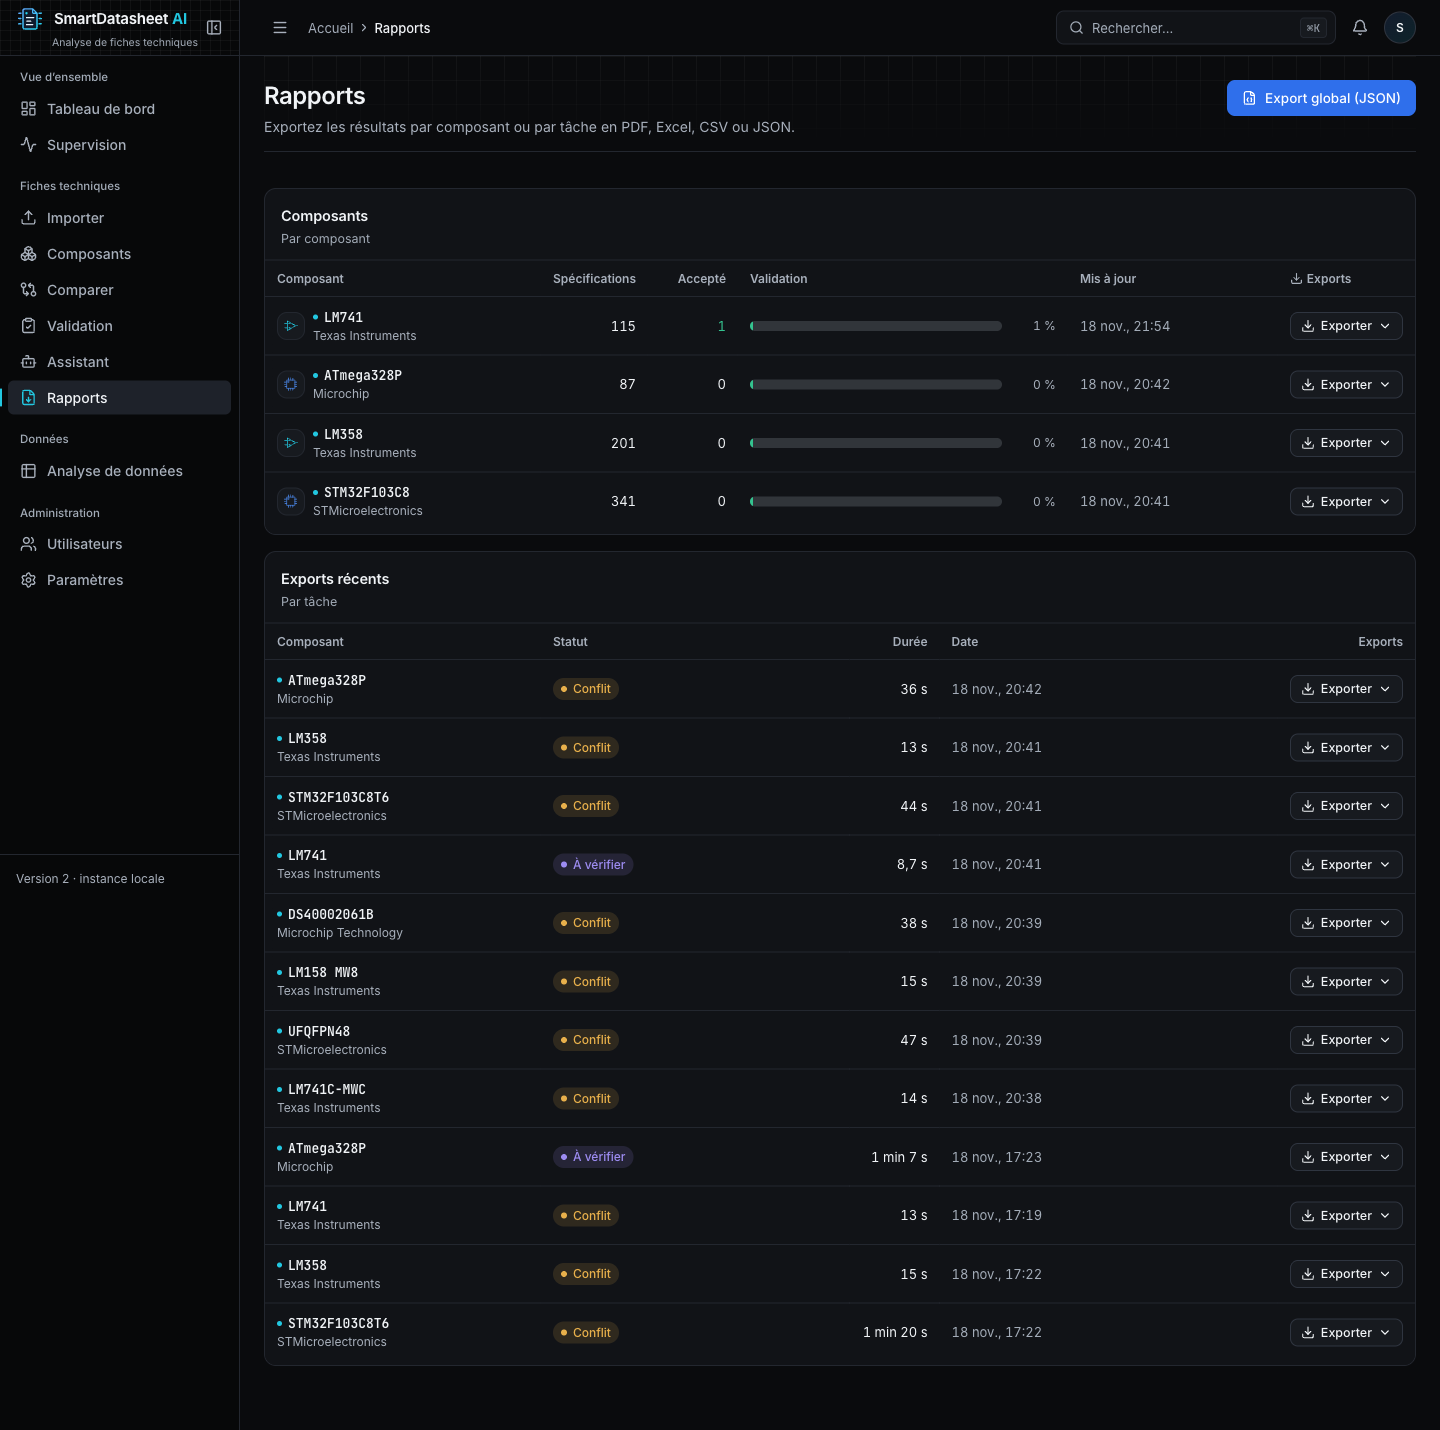 SmartDatasheet AI
Analyse de fiches techniques
Accueil > Rapports
Rechercher...
⌘K
S
Vue d'ensemble
Tableau de bord
Supervision
Fiches techniques
Importer
Composants
Comparer
Validation
Assistant
Rapports
Données
Analyse de données
Administration
Utilisateurs
Paramètres
Version 2 · instance locale
Rapports
Exportez les résultats par composant ou par tâche en PDF, Excel, CSV ou JSON.
Export global (JSON)
Composants
Par composant
Composant Spécifications Accepté Validation Mis à jour Exports
LM741
Texas Instruments
115 1 1 % 18 nov., 21:54 Exporter
ATmega328P
Microchip
87 0 0 % 18 nov., 20:42 Exporter
LM358
Texas Instruments
201 0 0 % 18 nov., 20:41 Exporter
STM32F103C8
STMicroelectronics
341 0 0 % 18 nov., 20:41 Exporter
Exports récents
Par tâche
Composant Statut Durée Date Exports
ATmega328P
Microchip
Conflit 36 s 18 nov., 20:42 Exporter
LM358
Texas Instruments
Conflit 13 s 18 nov., 20:41 Exporter
STM32F103C8T6
STMicroelectronics
Conflit 44 s 18 nov., 20:41 Exporter
LM741
Texas Instruments
À vérifier 8,7 s 18 nov., 20:41 Exporter
DS40002061B
Microchip Technology
Conflit 38 s 18 nov., 20:39 Exporter
LM158 MW8
Texas Instruments
Conflit 15 s 18 nov., 20:39 Exporter
UFQFPN48
STMicroelectronics
Conflit 47 s 18 nov., 20:39 Exporter
LM741C-MWC
Texas Instruments
Conflit 14 s 18 nov., 20:38 Exporter
ATmega328P
Microchip
À vérifier 1 min 7 s 18 nov., 17:23 Exporter
LM741
Texas Instruments
Conflit 13 s 18 nov., 17:19 Exporter
LM358
Texas Instruments
Conflit 15 s 18 nov., 17:22 Exporter
STM32F103C8T6
STMicroelectronics
Conflit 1 min 20 s 18 nov., 17:22 Exporter